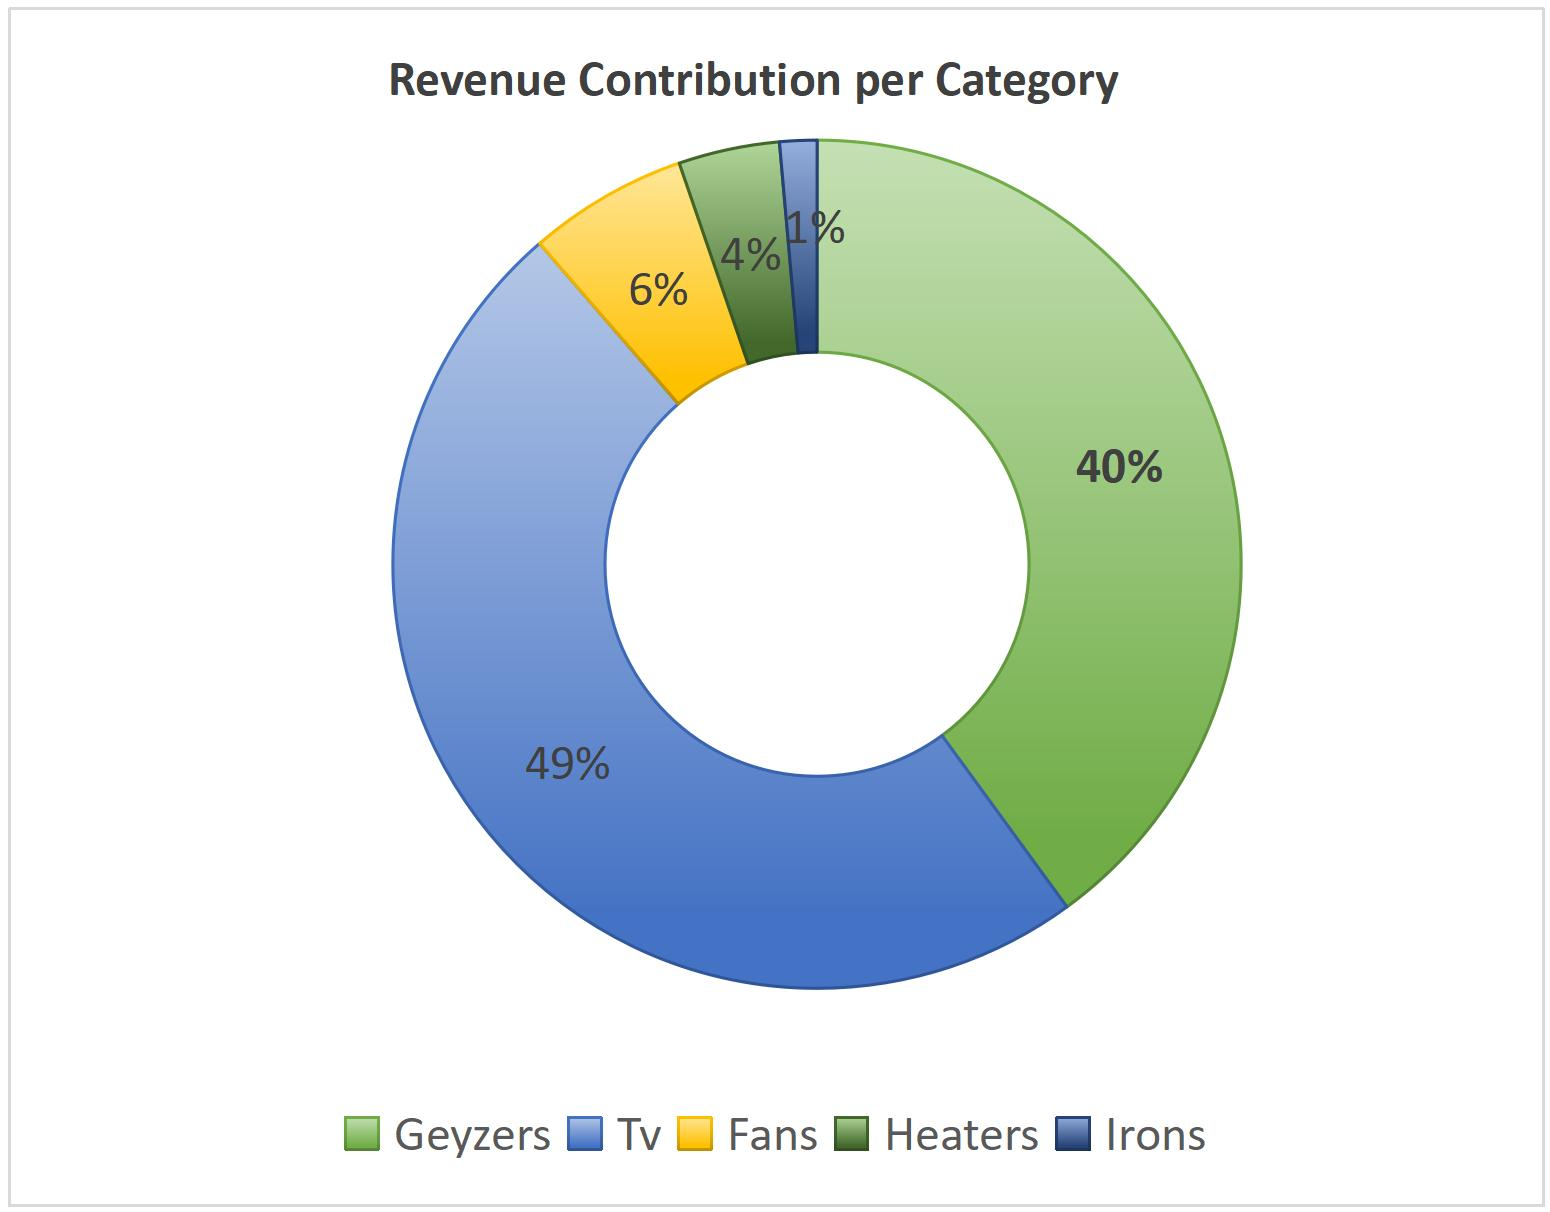 Revenue Contribution per Category
1%
4%
6%
40%
49%
Geyzers Tv Fans Heaters Irons